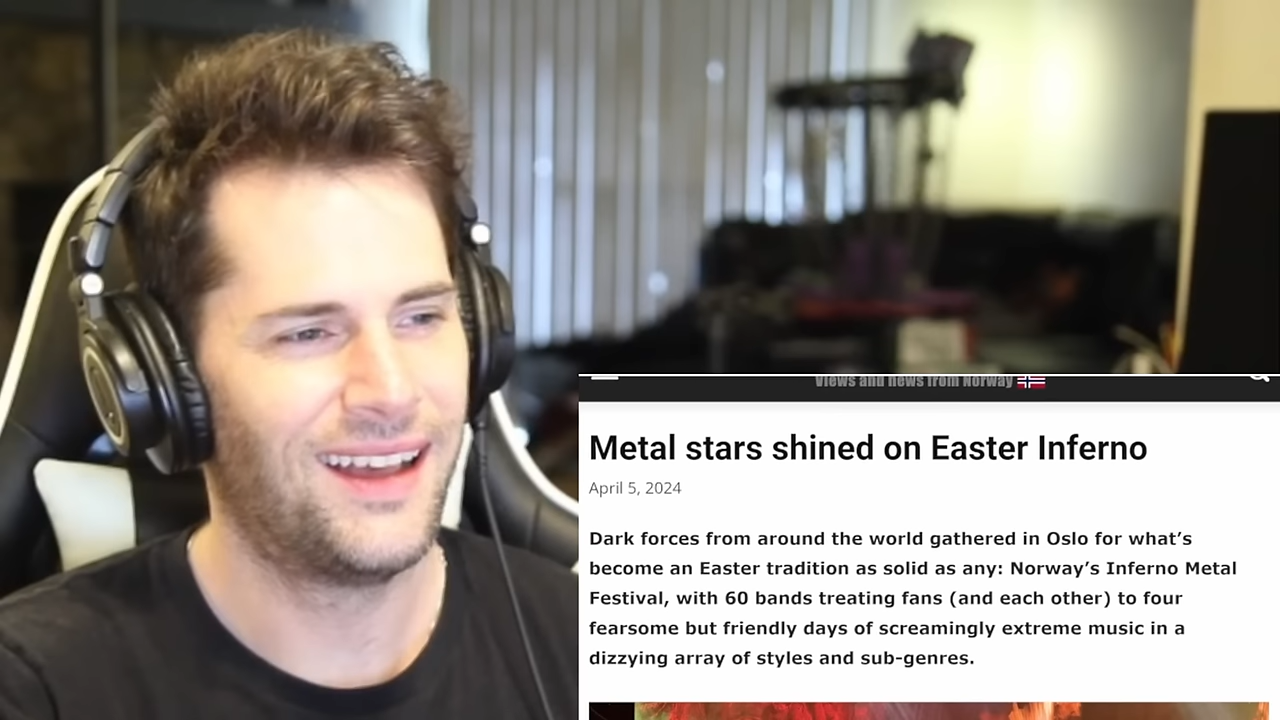 Views and news from Norway
Metal stars shined on Easter Inferno
April 5, 2024
Dark forces from around the world gathered in Oslo for what’s
become an Easter tradition as solid as any: Norway’s Inferno Metal
Festival, with 60 bands treating fans (and each other) to four
fearsome but friendly days of screamingly extreme music in a
dizzying array of styles and sub-genres.